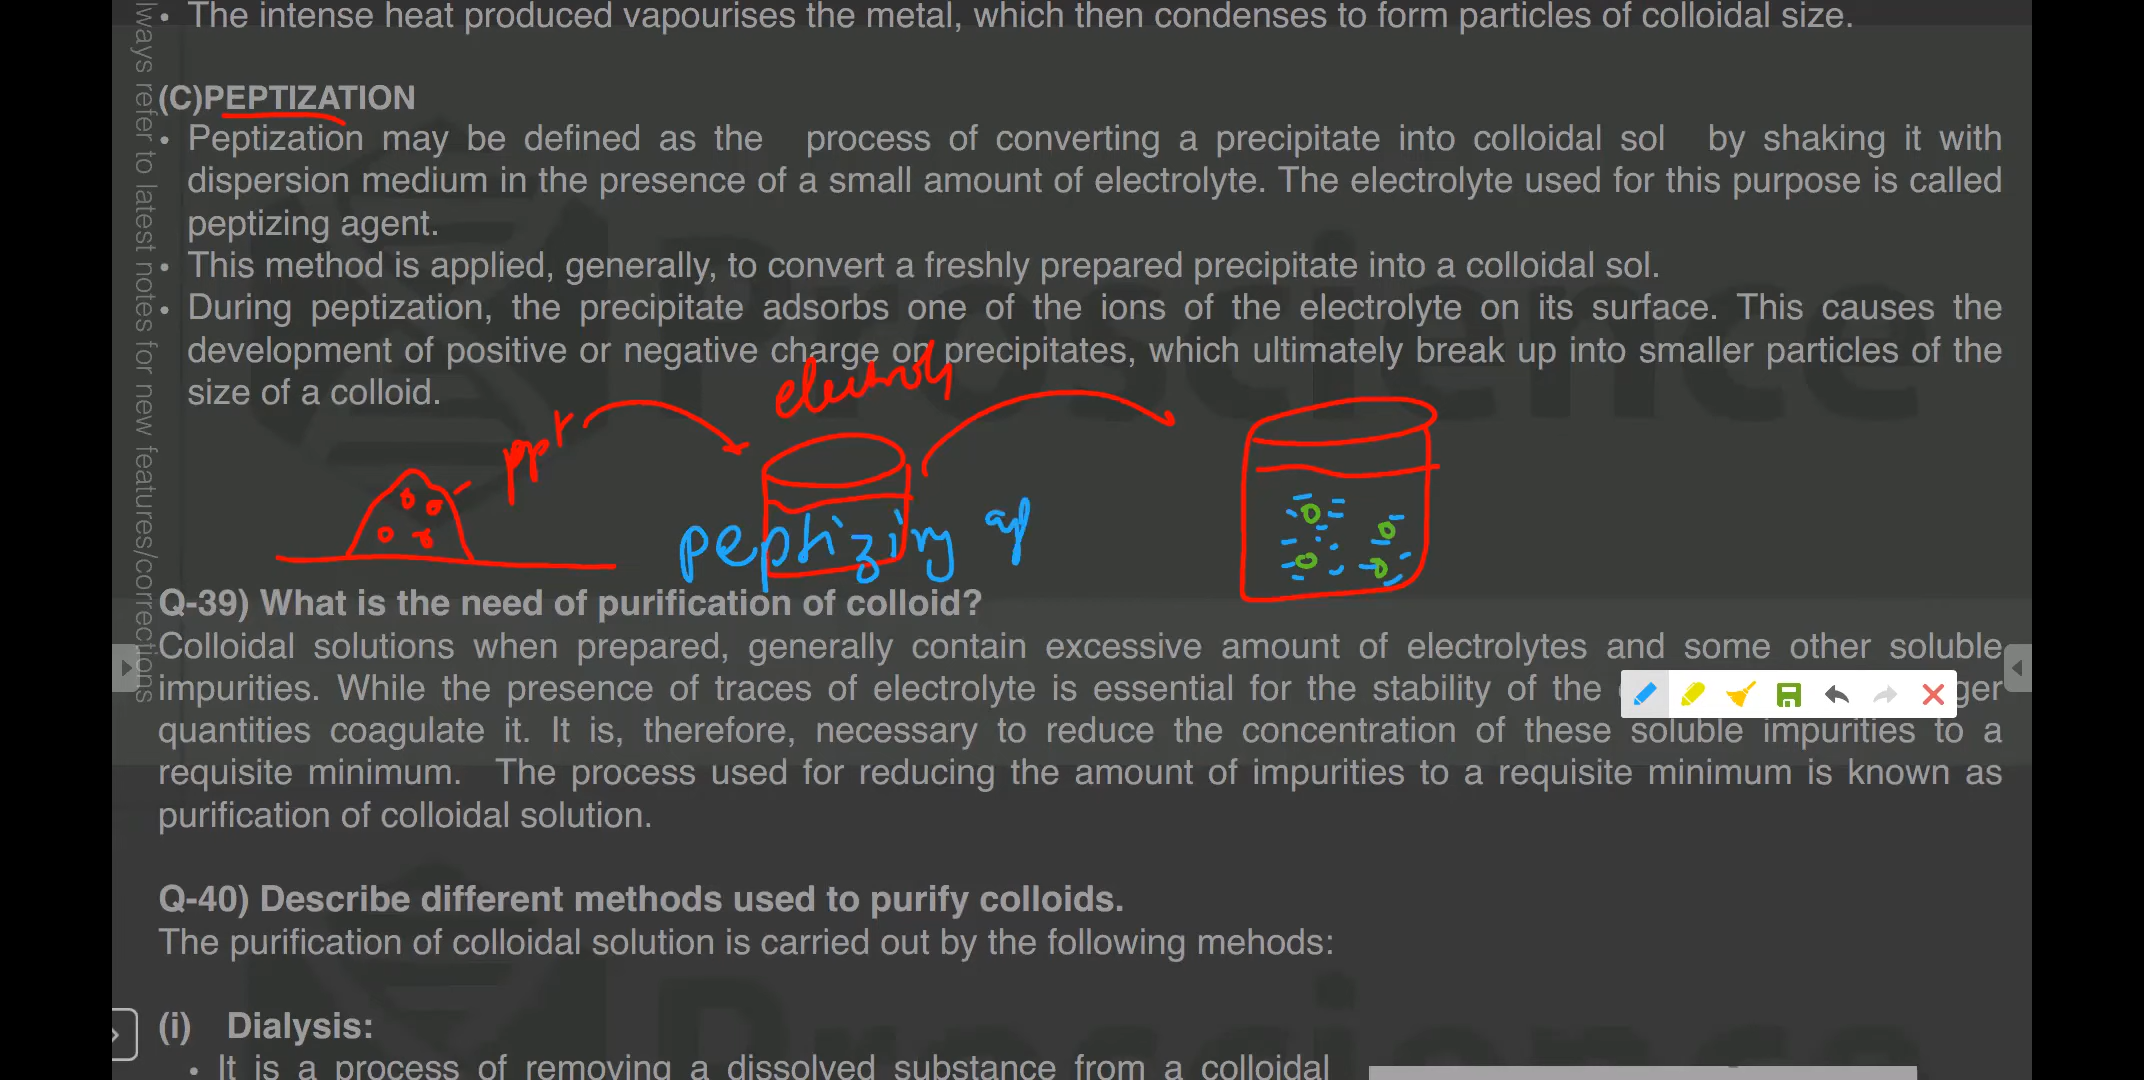 • The intense heat produced vapourises the metal, which then condenses to form particles of colloidal size.
(C)PEPTIZATION
• Peptization may be defined as the process of converting a precipitate into colloidal sol by shaking it with
dispersion medium in the presence of a small amount of electrolyte. The electrolyte used for this purpose is called
peptizing agent.
• This method is applied, generally, to convert a freshly prepared precipitate into a colloidal sol.
• During peptization, the precipitate adsorbs one of the ions of the electrolyte on its surface. This causes the
development of positive or negative charge on precipitates, which ultimately break up into smaller particles of the
size of a colloid.
ppt
peptizing
Q-39) What is the need of purification of colloid?
Colloidal solutions when prepared, generally contain excessive amount of electrolytes and some other soluble
impurities. While the presence of traces of electrolyte is essential for the stability of the
quantities coagulate it. It is, therefore, necessary to reduce the concentration of these soluble impurities to a
requisite minimum. The process used for reducing the amount of impurities to a requisite minimum is known as
purification of colloidal solution.
Q-40) Describe different methods used to purify colloids.
The purification of colloidal solution is carried out by the following mehods:
(i) Dialysis:
• It is a process of removing a dissolved substance from a colloidal
lways refer to latest notes for new features/corrections
Proscience
Proscience